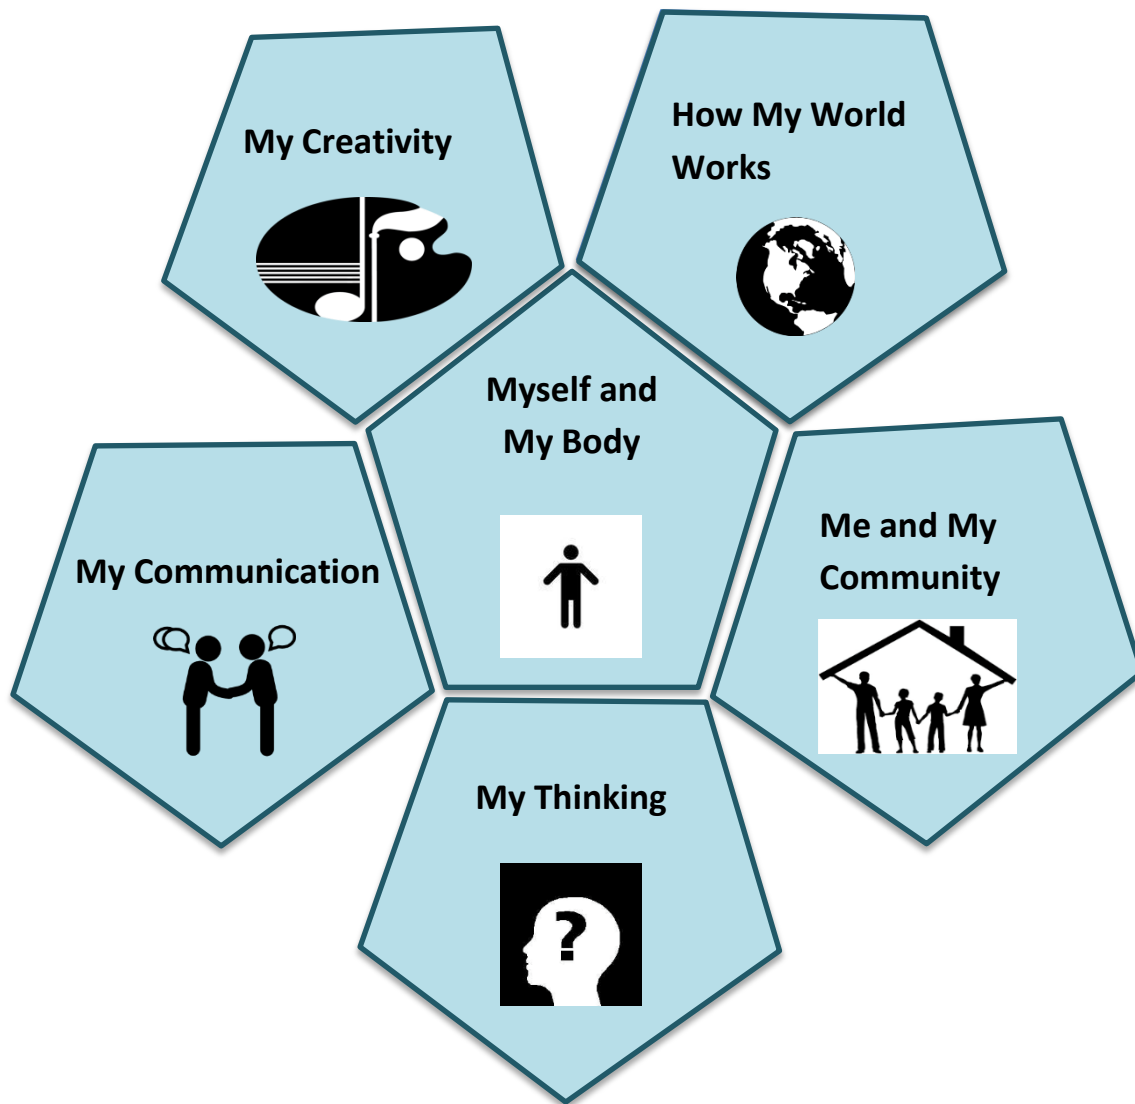 My Creativity
How My World
Works
Myself and
My Body
My Communication
Me and My
Community
My Thinking
?